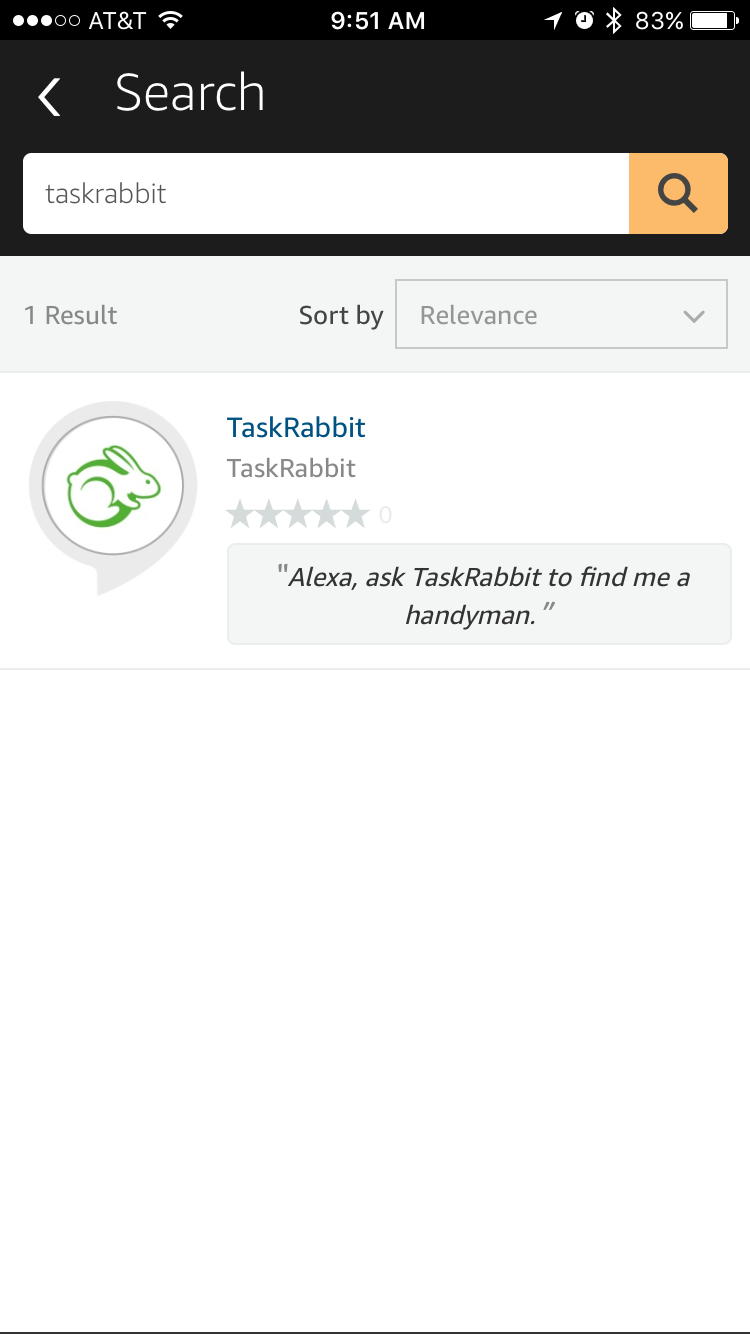 AT&T 9:51 AM 83%
Search
taskrabbit
1 Result Sort by Relevance
TaskRabbit
TaskRabbit
0
"Alexa, ask TaskRabbit to find me a
handyman."